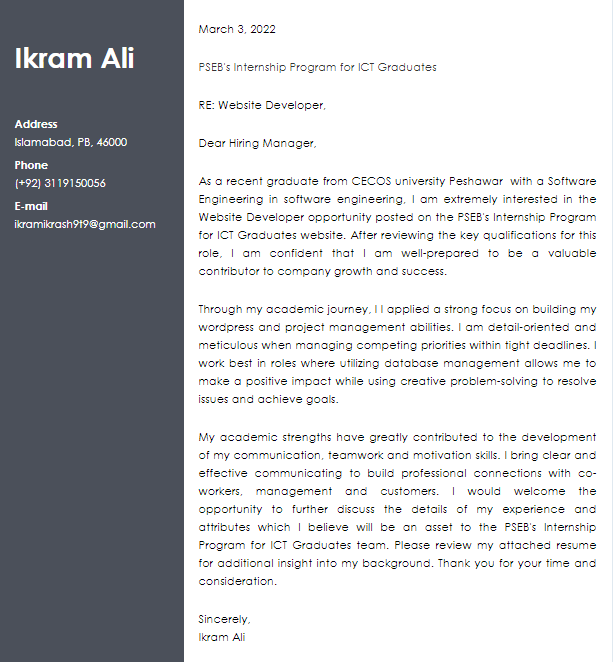 Ikram Ali
Address
Islamabad, PB, 46000
Phone
(+92) 3119150056
E-mail
ikramikrash919@gmail.com
March 3, 2022
PSEB's Internship Program for ICT Graduates
RE: Website Developer,
Dear Hiring Manager,
As a recent graduate from CECOS university Peshawar with a Software
Engineering in software engineering, I am extremely interested in the
Website Developer opportunity posted on the PSEB's Internship Program
for ICT Graduates website. After reviewing the key qualifications for this
role, I am confident that I am well-prepared to be a valuable
contributor to company growth and success.
Through my academic journey, I I applied a strong focus on building my
wordpress and project management abilities. I am detail-oriented and
meticulous when managing competing priorities within tight deadlines. I
work best in roles where utilizing database management allows me to
make a positive impact while using creative problem-solving to resolve
issues and achieve goals.
My academic strengths have greatly contributed to the development
of my communication, teamwork and motivation skills. I bring clear and
effective communicating to build professional connections with co-
workers, management and customers. I would welcome the
opportunity to further discuss the details of my experience and
attributes which I believe will be an asset to the PSEB's Internship
Program for ICT Graduates team. Please review my attached resume
for additional insight into my background. Thank you for your time and
consideration.
Sincerely,
Ikram Ali